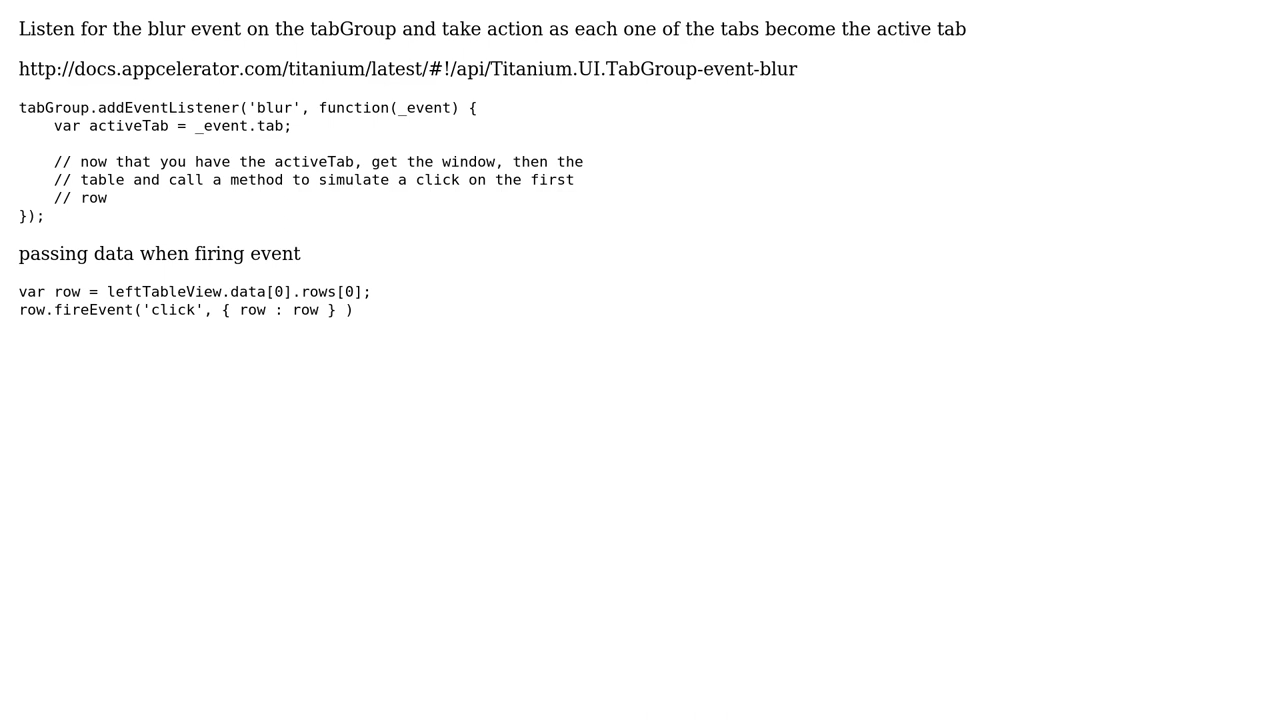 Listen for the blur event on the tabGroup and take action as each one of the tabs become the active tab
http://docs.appcelerator.com/titanium/latest/#!/api/Titanium.UI.TabGroup-event-blur
tabGroup.addEventListener('blur', function(_event) {
    var activeTab = _event.tab;
    // now that you have the activeTab, get the window, then the
    // table and call a method to simulate a click on the first
    // row
});
passing data when firing event
var row = leftTableView.data[0].rows[0];
row.fireEvent('click', { row : row } )